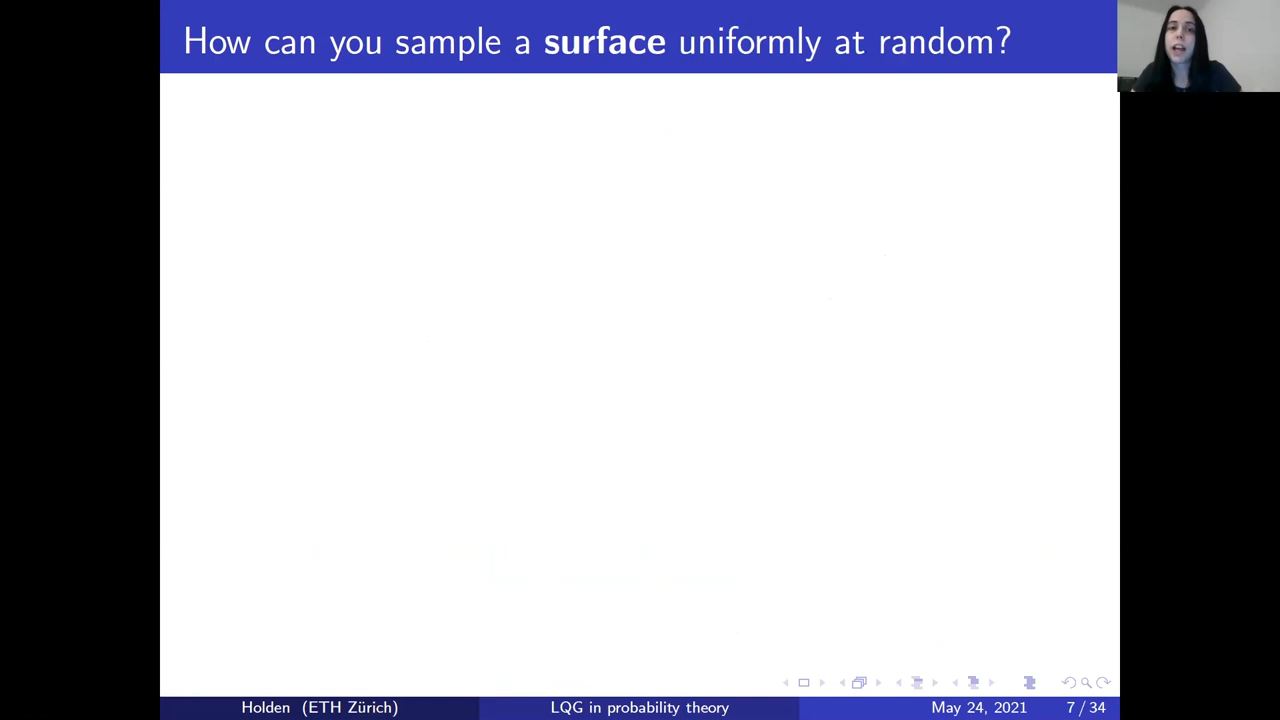 How can you sample a surface uniformly at random?
Holden (ETH Zürich) LQG in probability theory May 24, 2021 7 / 34